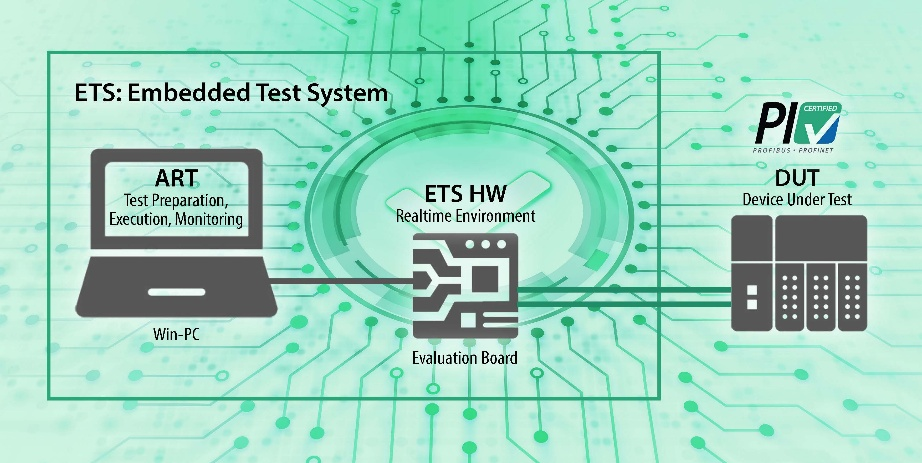 ETS: Embedded Test System
ART
Test Preparation,
Execution, Monitoring
Win-PC
ETS HW
Realtime Environment
Evaluation Board
PI CERTIFIED
PROFIBUS • PROFINET
DUT
Device Under Test